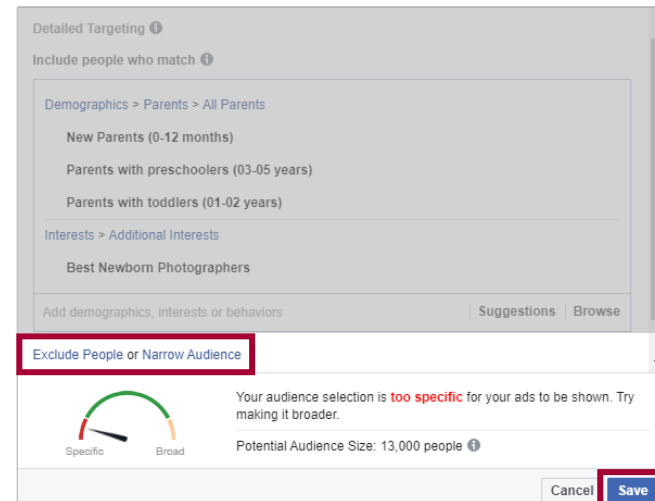 Detailed Targeting
Include people who match
Demographics > Parents > All Parents
New Parents (0-12 months)
Parents with preschoolers (03-05 years)
Parents with toddlers (01-02 years)
Interests > Additional Interests
Best Newborn Photographers
Add demographics, interests or behaviors Suggestions Browse
Exclude People or Narrow Audience
Your audience selection is too specific for your ads to be shown. Try
making it broader.
Specific Broad
Potential Audience Size: 13,000 people
Cancel Save